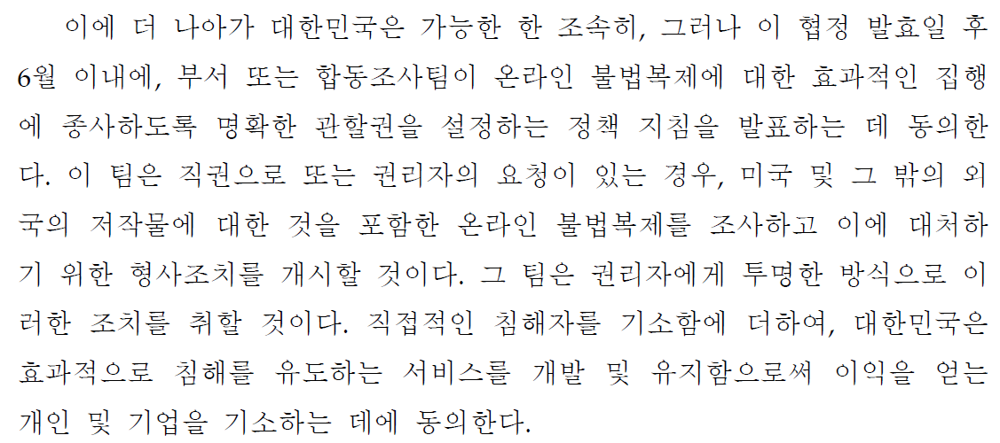 이에 더 나아가 대한민국은 가능한 한 조속히, 그러나 이 협정 발효일 후
6월 이내에, 부서 또는 합동조사팀이 온라인 불법복제에 대한 효과적인 집행
에 종사하도록 명확한 관할권을 설정하는 정책 지침을 발표하는 데 동의한
다. 이 팀은 직권으로 또는 권리자의 요청이 있는 경우, 미국 및 그 밖의 외
국의 저작물에 대한 것을 포함한 온라인 불법복제를 조사하고 이에 대처하
기 위한 형사조치를 개시할 것이다. 그 팀은 권리자에게 투명한 방식으로 이
러한 조치를 취할 것이다. 직접적인 침해자를 기소함에 더하여, 대한민국은
효과적으로 침해를 유도하는 서비스를 개발 및 유지함으로써 이익을 얻는
개인 및 기업을 기소하는 데에 동의한다.